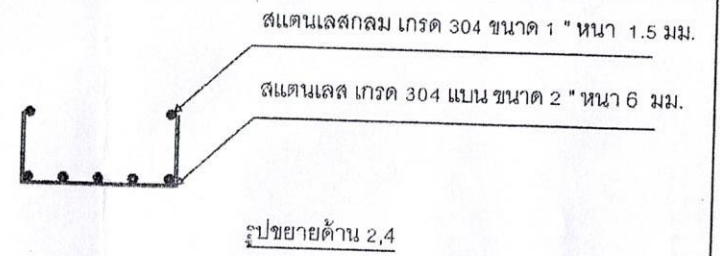 สแตนเลสกลม เกรด 304 ขนาด 1 " หนา 1.5 มม.
สแตนเลส เกรด 304 แบน ขนาด 2 " หนา 6 มม.
รูปขยายด้าน 2,4